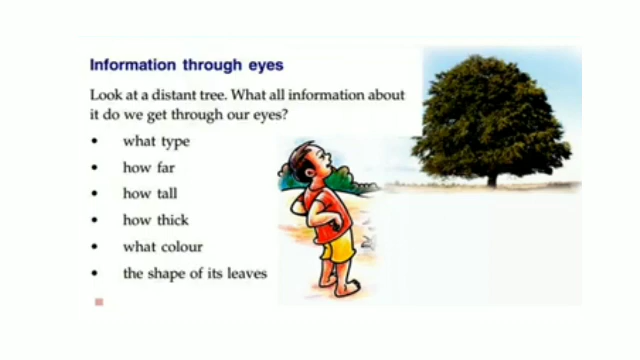 Information through eyes
Look at a distant tree. What all information about
it do we get through our eyes?
• what type
• how far
• how tall
• how thick
• what colour
• the shape of its leaves